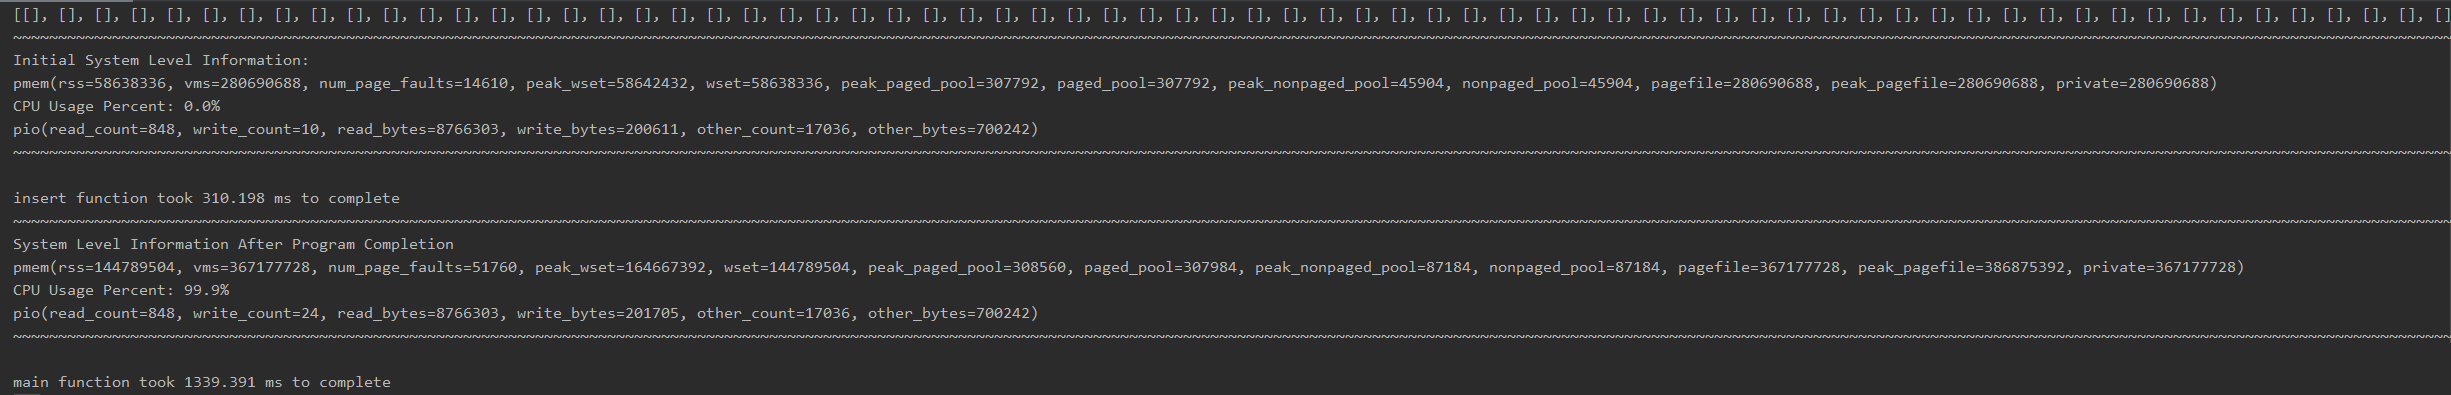 [[], [], [], [], [], [], [], [], [], [], [], [], [], [], [], [], [], [], [], [], [], [], [], [], [], [], [], [], [], [], [], [], [], [], [], [], [], [], [], [], [], [], [], [], [], [], [], [], [], [], [], [], [], [], [], [], [], [], [], [], [], [], [], [], [], [], [], []
Initial System Level Information:
pmem(rss=58638336, vms=280690688, num_page_faults=14610, peak_wset=58642432, wset=58638336, peak_paged_pool=307792, paged_pool=307792, peak_nonpaged_pool=45904, nonpaged_pool=45904, pagefile=280690688, peak_pagefile=280690688, private=280690688)
CPU Usage Percent: 0.0%
pio(read_count=848, write_count=10, read_bytes=8766303, write_bytes=200611, other_count=17036, other_bytes=700242)
insert function took 310.198 ms to complete
System Level Information After Program Completion
pmem(rss=144789504, vms=367177728, num_page_faults=51760, peak_wset=164667392, wset=144789504, peak_paged_pool=308560, paged_pool=307984, peak_nonpaged_pool=87184, nonpaged_pool=87184, pagefile=367177728, peak_pagefile=386875392, private=367177728)
CPU Usage Percent: 99.9%
pio(read_count=848, write_count=24, read_bytes=8766303, write_bytes=201705, other_count=17036, other_bytes=700242)
main function took 1339.391 ms to complete